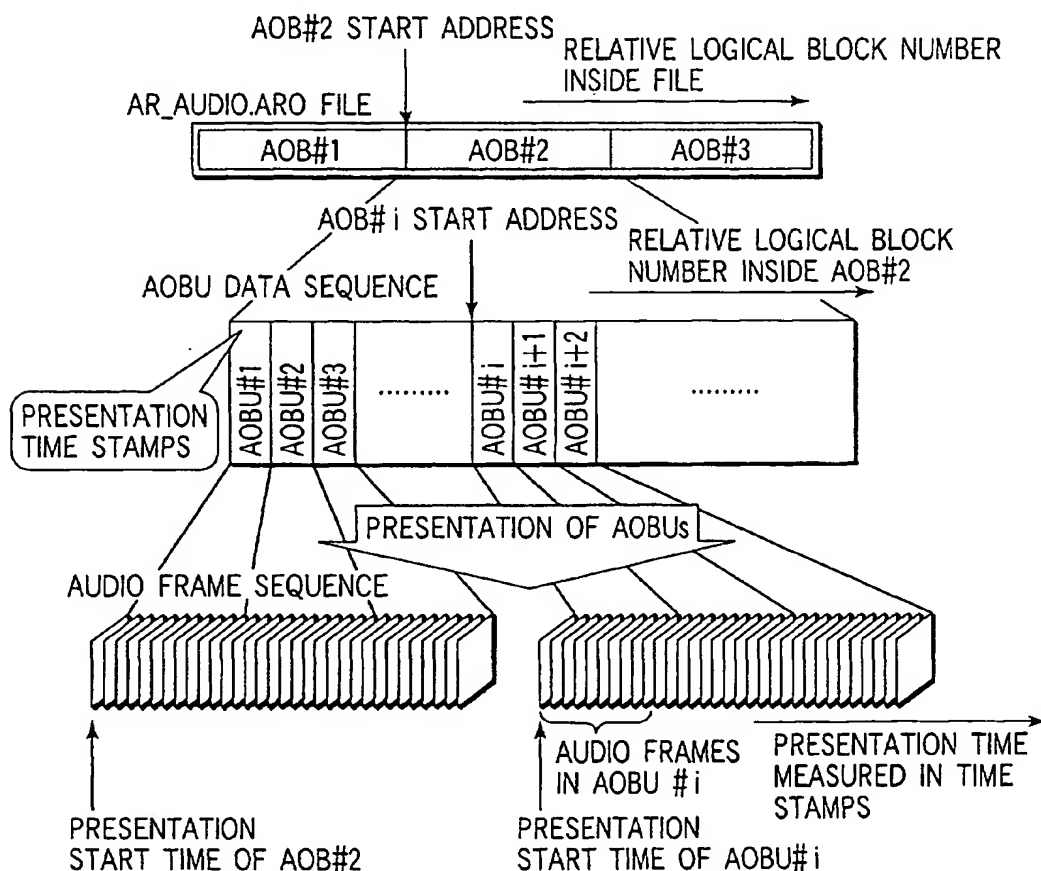 AOB#2 START ADDRESS
RELATIVE LOGICAL BLOCK NUMBER
INSIDE FILE
AR_AUDIO.ARO FILE
AOB#1
AOB#2
AOB#3
AOB# i START ADDRESS
RELATIVE LOGICAL BLOCK
NUMBER INSIDE AOB#2
AOBU DATA SEQUENCE
PRESENTATION
TIME STAMPS
AOBU#1
AOBU#2
AOBU#3
.........
AOBU# i
AOBU# i+1
AOBU# i+2
.........
PRESENTATION OF AOBUs
AUDIO FRAME SEQUENCE
AUDIO FRAMES
IN AOBU #i
PRESENTATION TIME
MEASURED IN TIME
STAMPS
PRESENTATION
START TIME OF AOB#2
PRESENTATION
START TIME OF AOBU# i